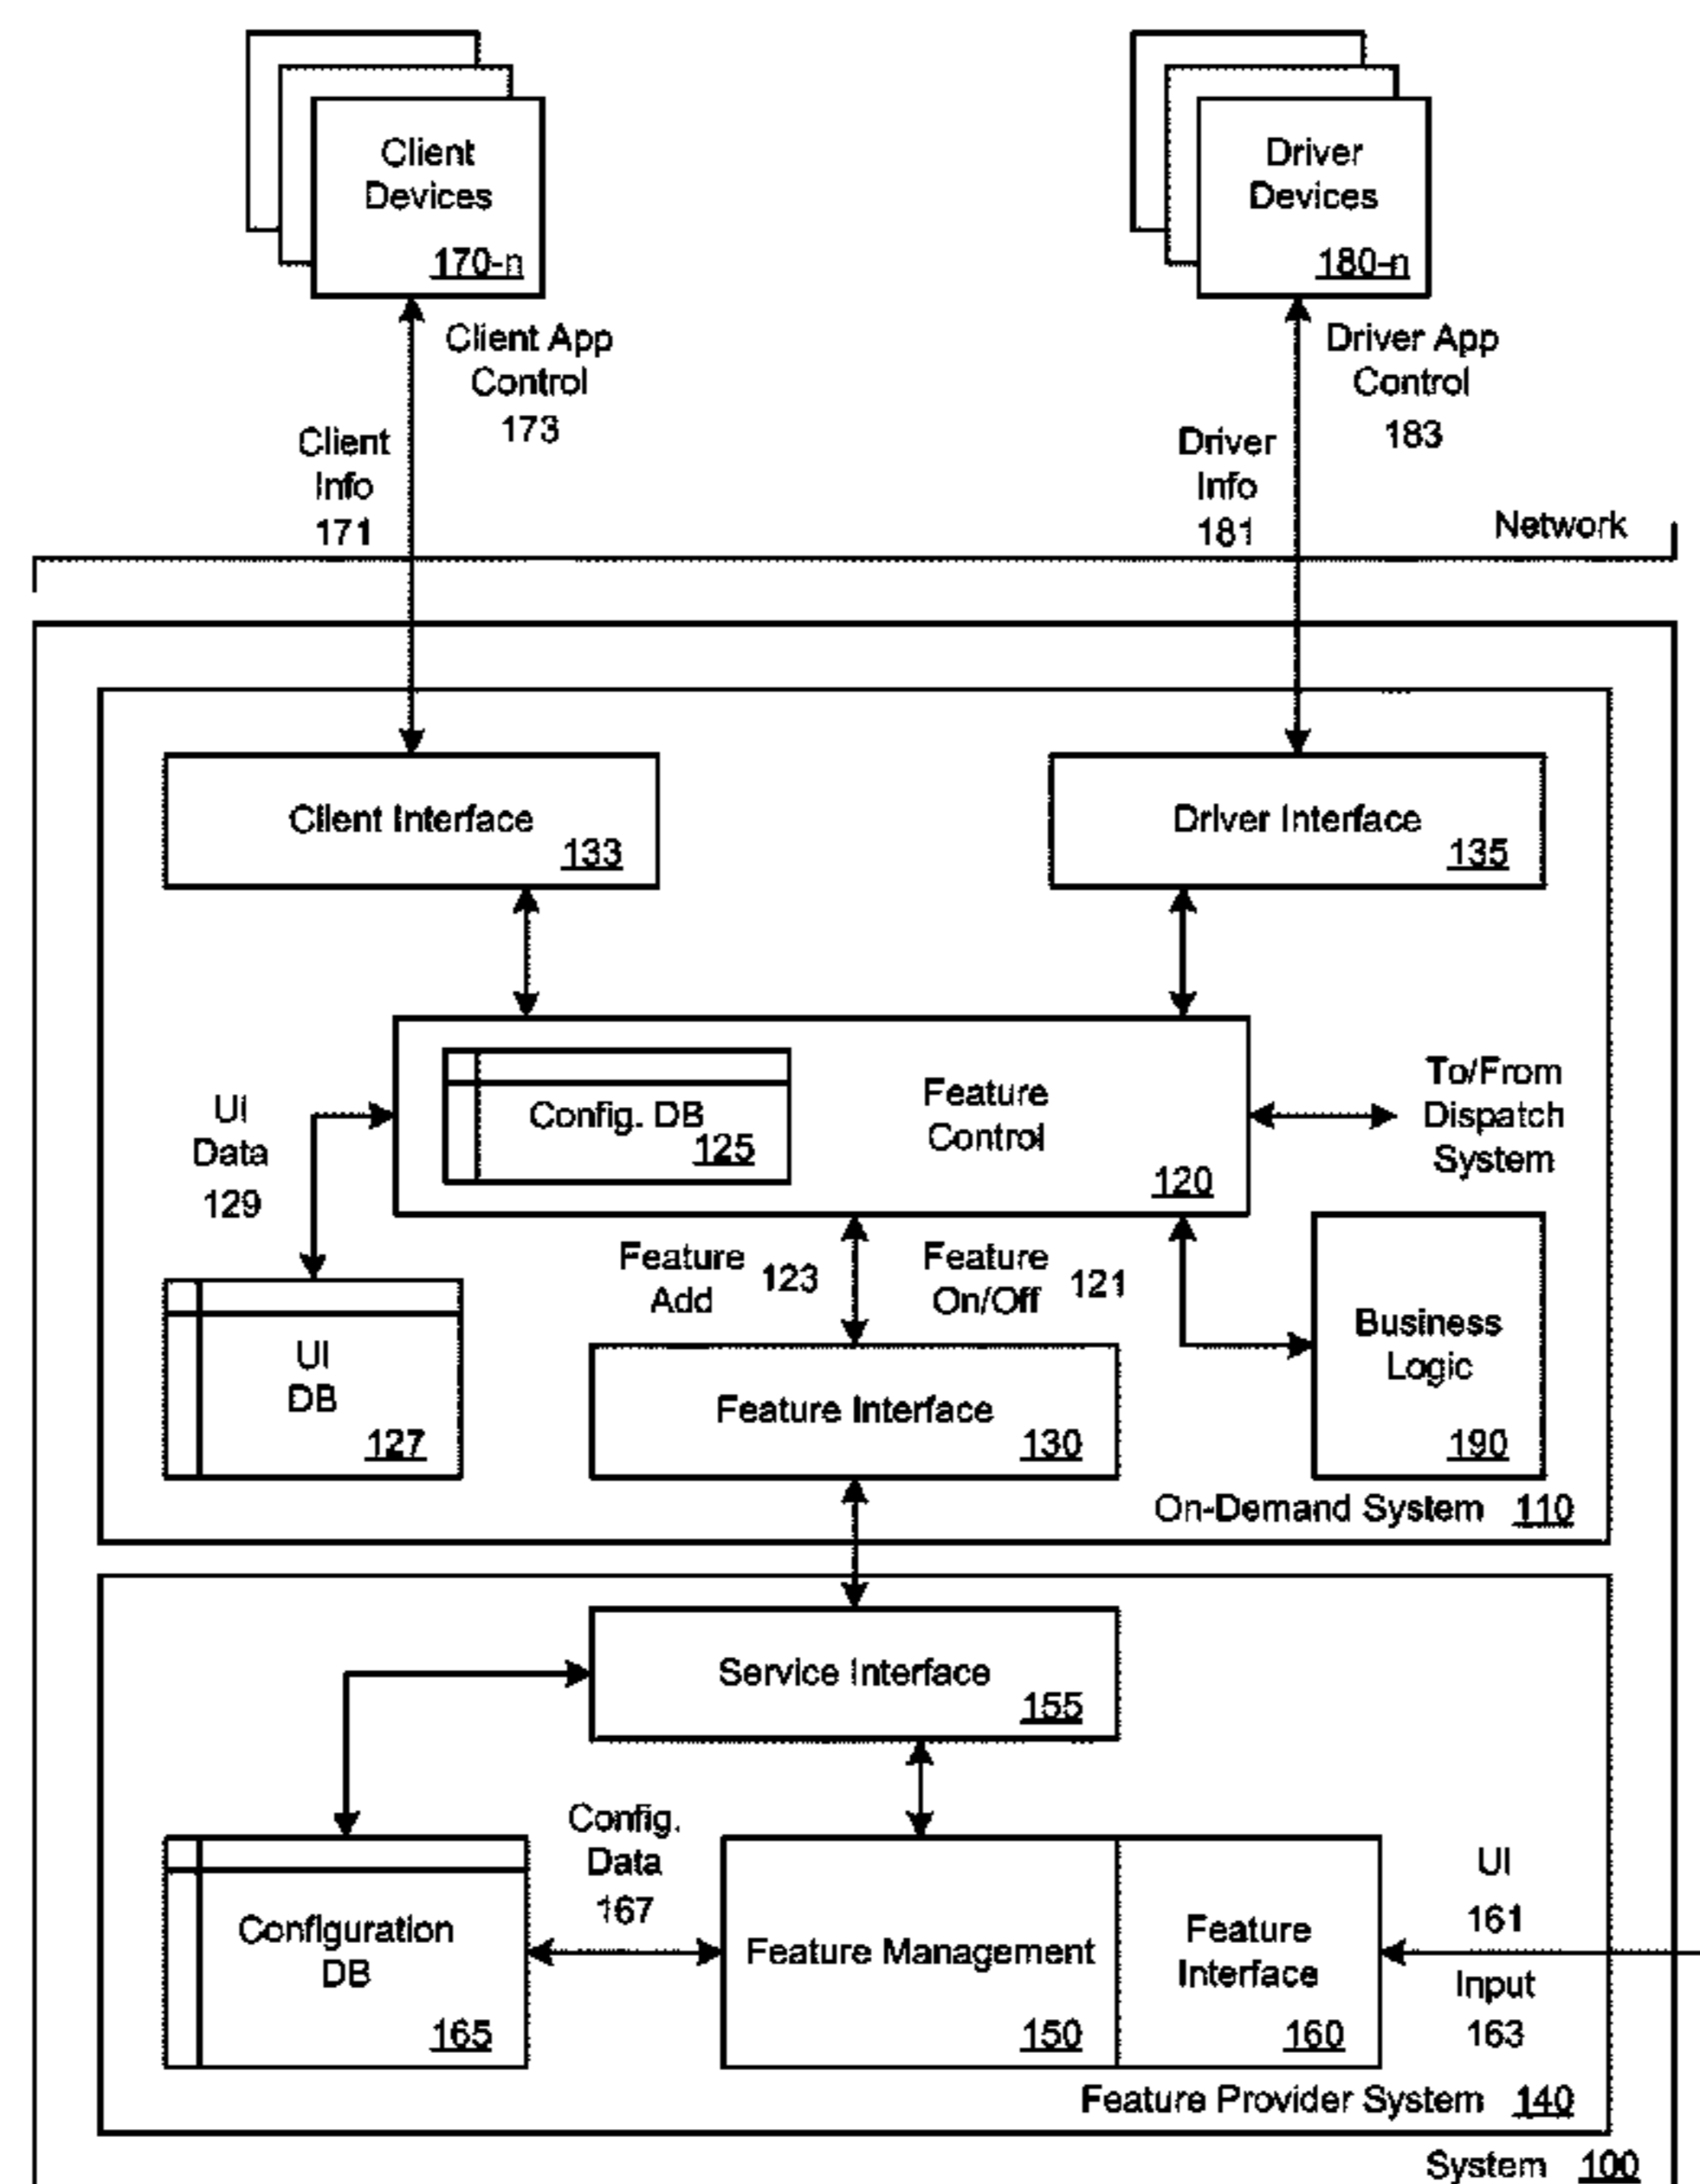 Client
Devices
170-n
Driver
Devices
180-n
Client App
Control
173
Driver App
Control
183
Client
Info
171
Driver
Info
181
Network
Client Interface
133
Driver Interface
135
Config. DB
125
Feature
Control
120
To/From
Dispatch
System
UI
Data
129
Feature
Add
123
Feature
On/Off
121
UI
DB
127
Feature Interface
130
Business
Logic
190
On-Demand System 110
Service Interface
155
Config.
Data
167
Configuration
DB
165
Feature Management
150
Feature
Interface
160
UI
161
Input
163
Feature Provider System 140
System 100